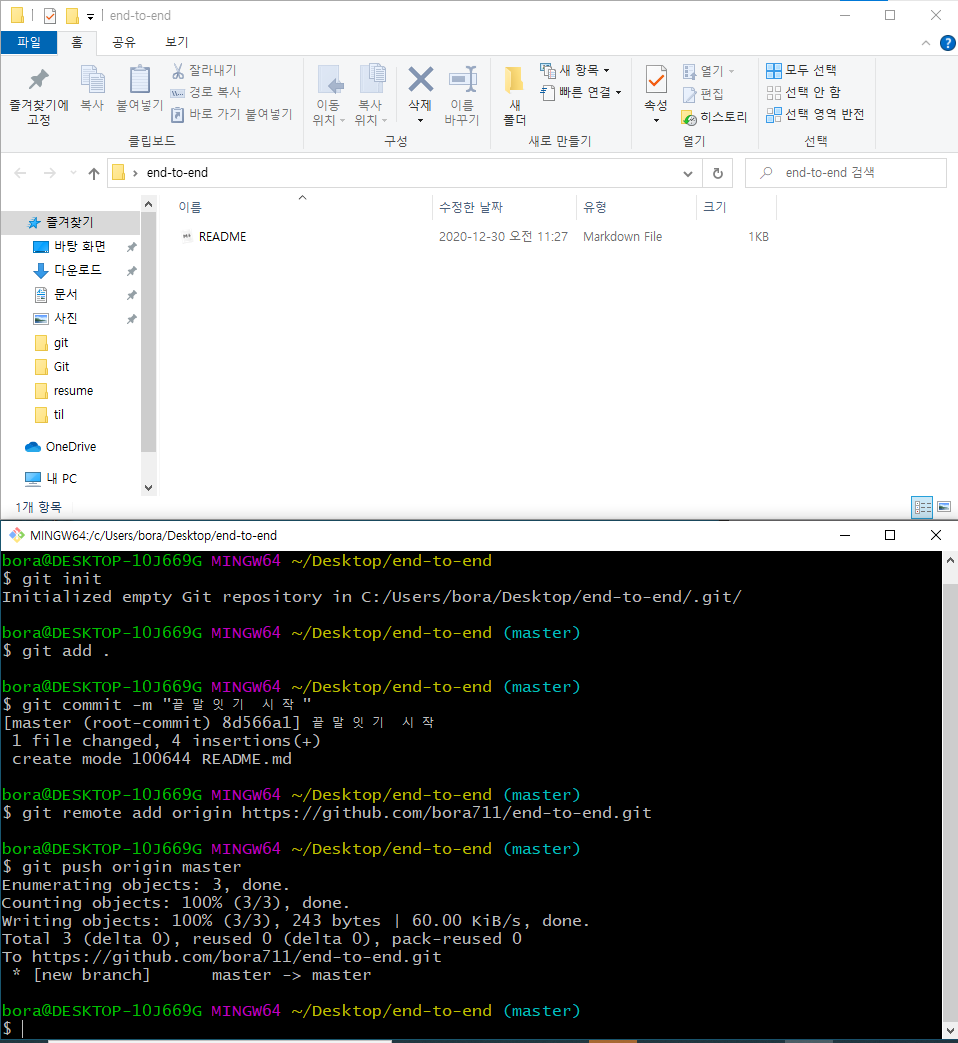 end-to-end
파일 홈 공유 보기
즐겨찾기에 고정
복사
붙여넣기
잘라내기
경로 복사
바로 가기 붙여넣기
클립보드
이동 위치
복사 위치
삭제
이름 바꾸기
구성
새 폴더
새 항목
빠른 연결
새로 만들기
속성
열기
편집
히스토리
열기
모두 선택
선택 안 함
선택 영역 반전
선택
end-to-end
end-to-end 검색
이름 수정한 날짜 유형 크기
README 2020-12-30 오전 11:27 Markdown File 1KB
즐겨찾기
바탕 화면
다운로드
문서
사진
git
Git
resume
til
OneDrive
내 PC
1개 항목
MINGW64:/c/Users/bora/Desktop/end-to-end
bora@DESKTOP-1OJ669G MINGW64 ~/Desktop/end-to-end
$ git init
Initialized empty Git repository in C:/Users/bora/Desktop/end-to-end/.git/
bora@DESKTOP-1OJ669G MINGW64 ~/Desktop/end-to-end (master)
$ git add .
bora@DESKTOP-1OJ669G MINGW64 ~/Desktop/end-to-end (master)
$ git commit -m "끝말잇기 시작"
[master (root-commit) 8d566a1] 끝말잇기 시작
1 file changed, 4 insertions(+)
create mode 100644 README.md
bora@DESKTOP-1OJ669G MINGW64 ~/Desktop/end-to-end (master)
$ git remote add origin https://github.com/bora711/end-to-end.git
bora@DESKTOP-1OJ669G MINGW64 ~/Desktop/end-to-end (master)
$ git push origin master
Enumerating objects: 3, done.
Counting objects: 100% (3/3), done.
Writing objects: 100% (3/3), 243 bytes | 60.00 KiB/s, done.
Total 3 (delta 0), reused 0 (delta 0), pack-reused 0
To https://github.com/bora711/end-to-end.git
* [new branch] master -> master
bora@DESKTOP-1OJ669G MINGW64 ~/Desktop/end-to-end (master)
$